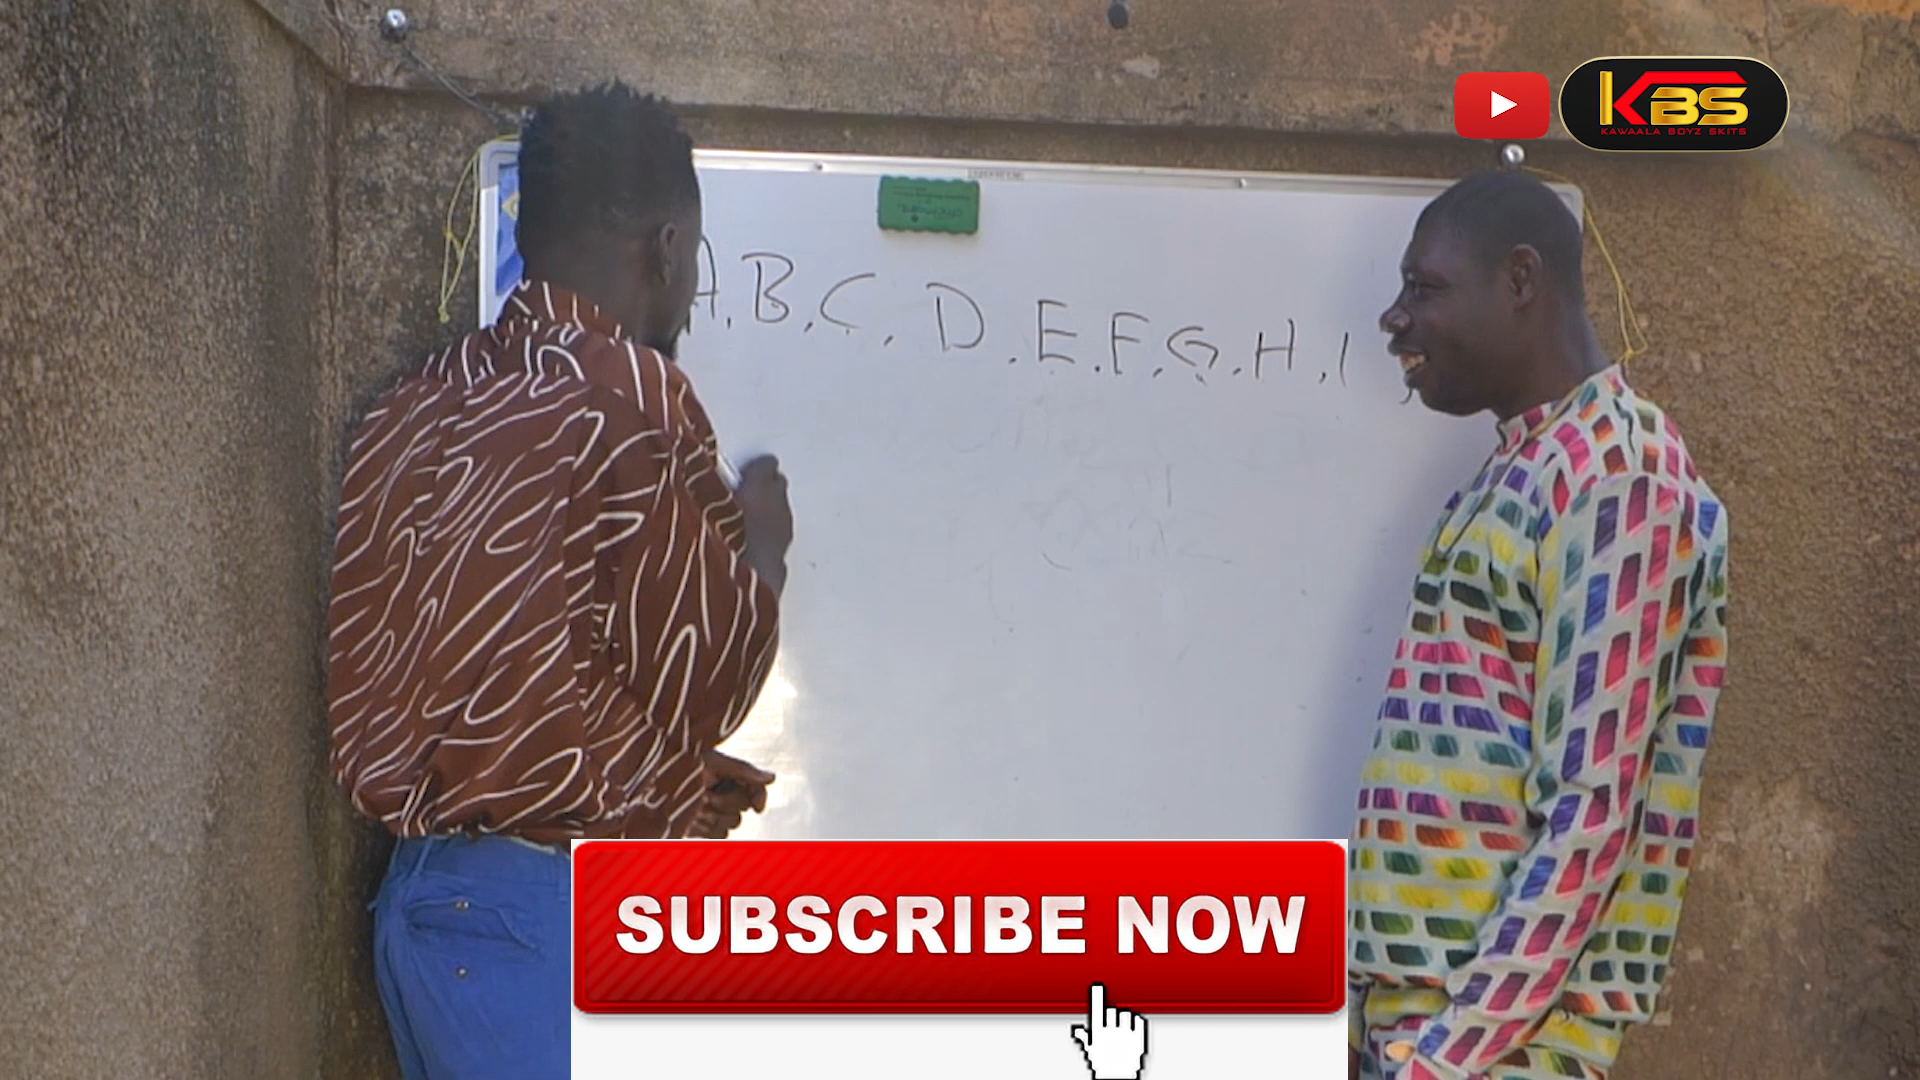 KBS
KAWAALA BOYZ SKITS
A.B.C.D.E.F.G.H.I
SUBSCRIBE NOW